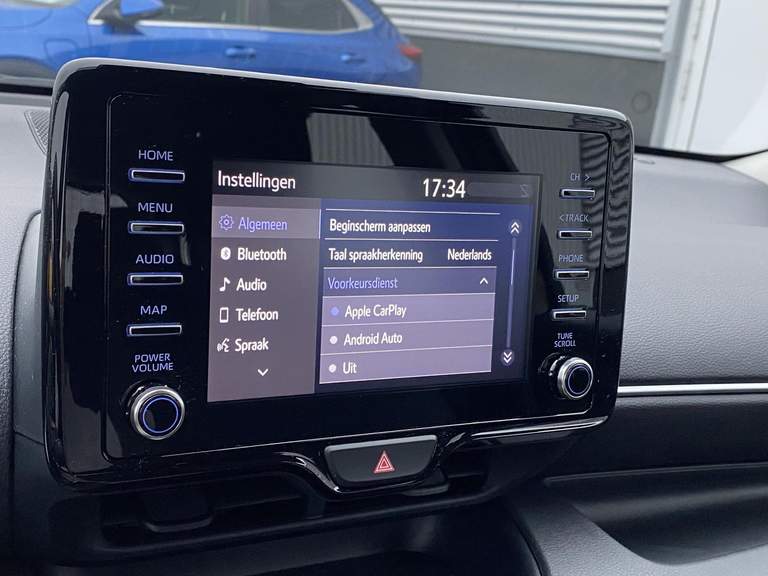 HOME
MENU
AUDIO
MAP
POWER
VOLUME
Instellingen
17:34
Algemeen
Bluetooth
Audio
Telefoon
Spraak
Beginscherm aanpassen
Taal spraakherkenning Nederlands
Voorkeursdienst
Apple CarPlay
Android Auto
Uit
CH >
< TRACK
PHONE
SETUP
TUNE
SCROLL